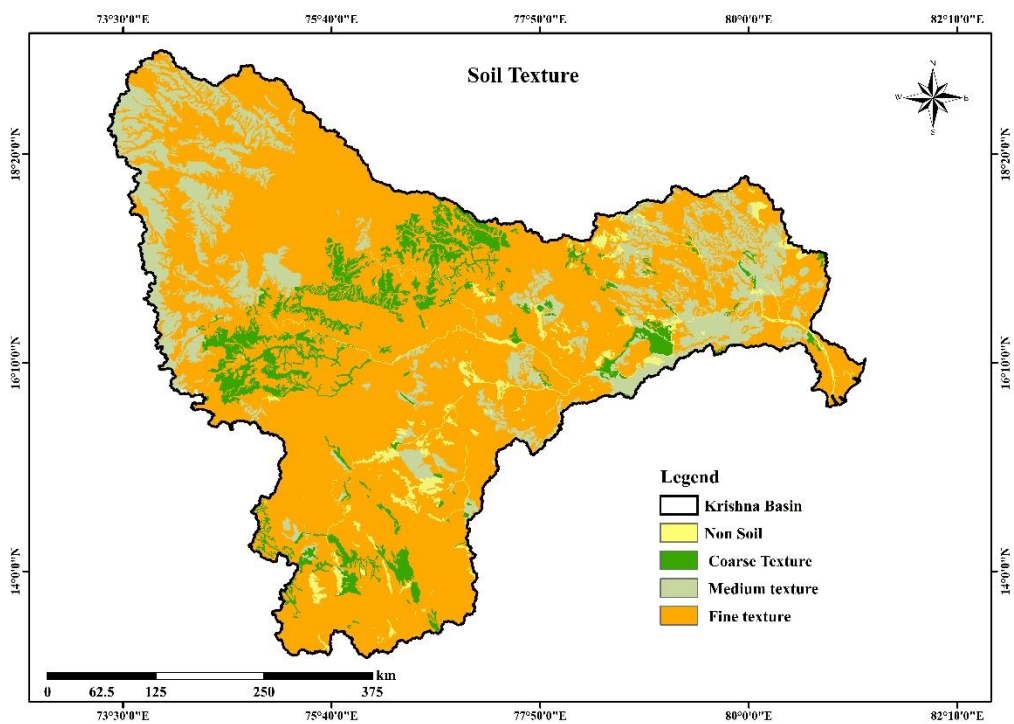 73°30'0"E 75°40'0"E 77°50'0"E 80°0'0"E 82°10'0"E
Soil Texture
N
W E
S
18°20'0"N 18°20'0"N
16°10'0"N 16°10'0"N
14°0'0"N 14°0'0"N
Legend
Krishna Basin
Non Soil
Coarse Texture
Medium texture
Fine texture
km
0 62.5 125 250 375
73°30'0"E 75°40'0"E 77°50'0"E 80°0'0"E 82°10'0"E